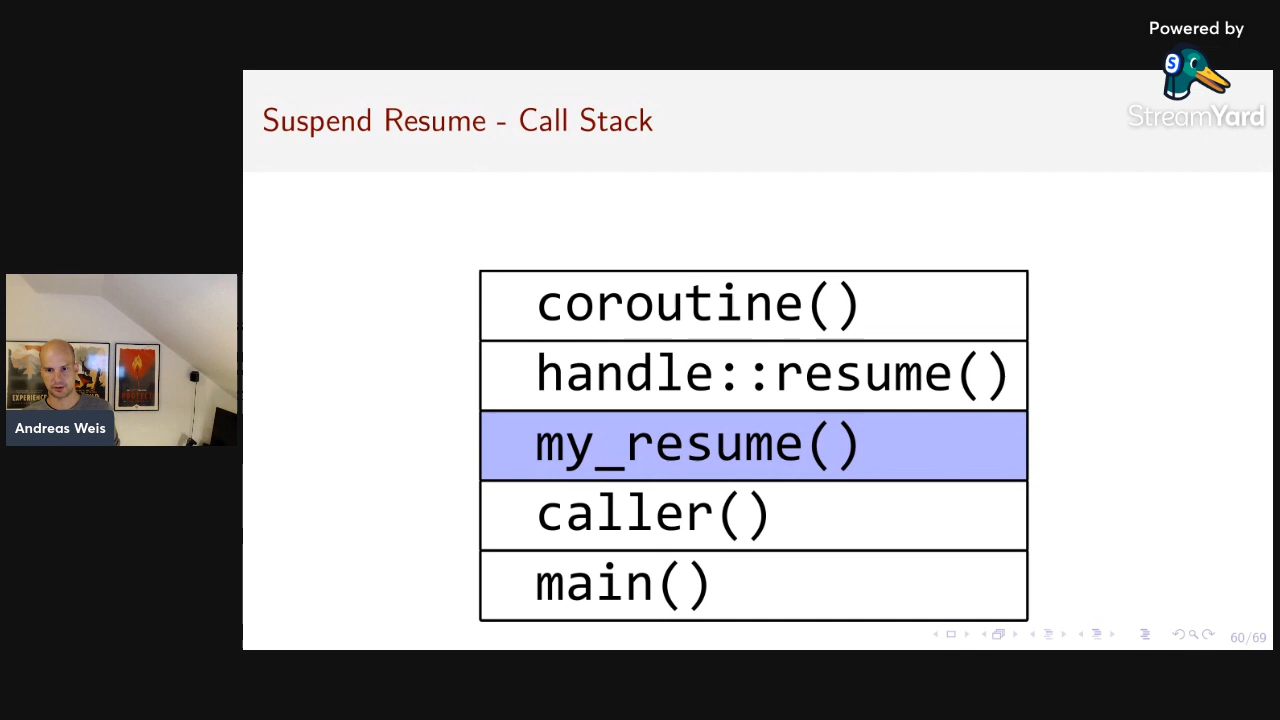 Powered by
StreamYard
Suspend Resume - Call Stack
coroutine()
handle::resume()
my_resume()
caller()
main()
Andreas Weis
60/69